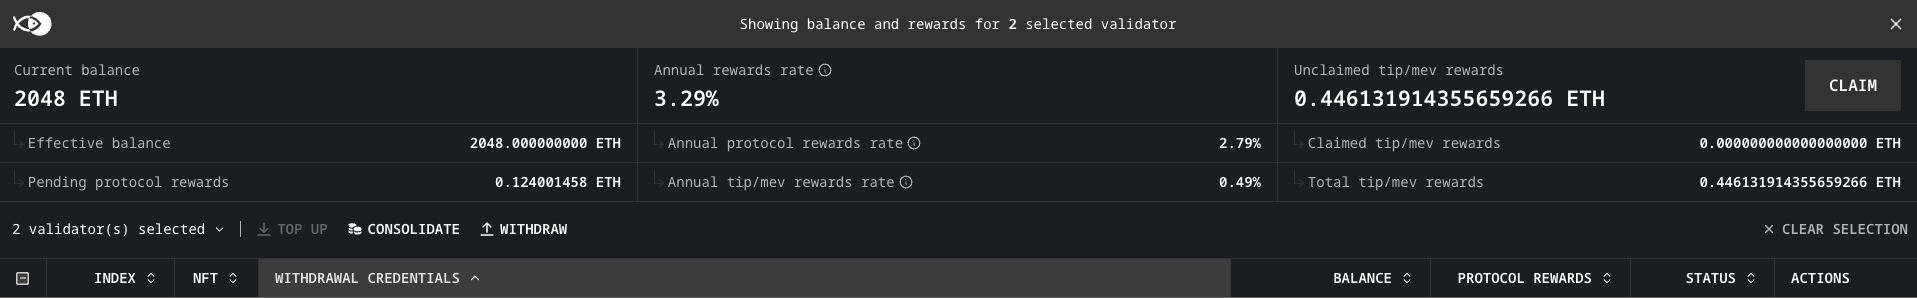 Showing balance and rewards for 2 selected validator
Current balance
2048 ETH
Effective balance 2048.000000000 ETH
Pending protocol rewards 0.124001458 ETH
Annual rewards rate
3.29%
Annual protocol rewards rate 2.79%
Annual tip/mev rewards rate 0.49%
Unclaimed tip/mev rewards
0.446131914355659266 ETH
CLAIM
Claimed tip/mev rewards 0.000000000000000000 ETH
Total tip/mev rewards 0.446131914355659266 ETH
2 validator(s) selected TOP UP CONSOLIDATE WITHDRAW CLEAR SELECTION
INDEX NFT WITHDRAWAL CREDENTIALS BALANCE PROTOCOL REWARDS STATUS ACTIONS